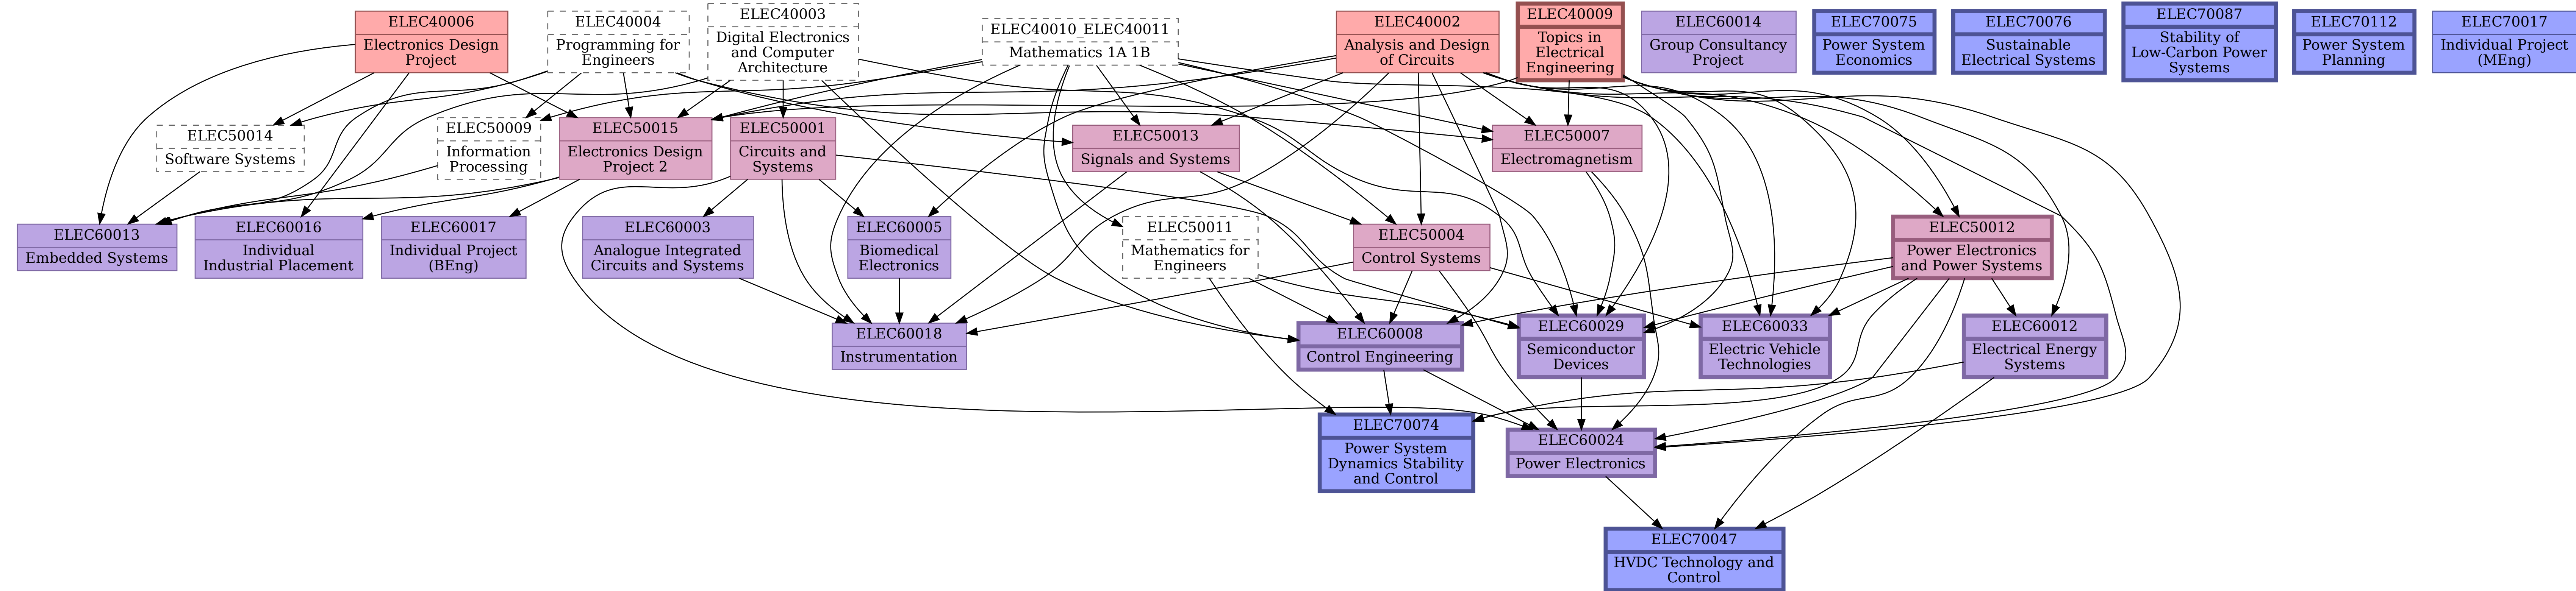 ELEC40006
Electronics Design
Project
ELEC40004
Programming for
Engineers
ELEC40003
Digital Electronics
and Computer
Architecture
ELEC40010_ELEC40011
Mathematics 1A 1B
ELEC40002
Analysis and Design
of Circuits
ELEC40009
Topics in
Electrical
Engineering
ELEC60014
Group Consultancy
Project
ELEC70075
Power System
Economics
ELEC70076
Sustainable
Electrical Systems
ELEC70087
Stability of
Low-Carbon Power
Systems
ELEC70112
Power System
Planning
ELEC70017
Individual Project
(MEng)
ELEC50014
Software Systems
ELEC50009
Information
Processing
ELEC50015
Electronics Design
Project 2
ELEC50001
Circuits and
Systems
ELEC50013
Signals and Systems
ELEC50007
Electromagnetism
ELEC60013
Embedded Systems
ELEC60016
Individual
Industrial Placement
ELEC60017
Individual Project
(BEng)
ELEC60003
Analogue Integrated
Circuits and Systems
ELEC60005
Biomedical
Electronics
ELEC50011
Mathematics for
Engineers
ELEC50004
Control Systems
ELEC50012
Power Electronics
and Power Systems
ELEC60018
Instrumentation
ELEC60008
Control Engineering
ELEC60029
Semiconductor
Devices
ELEC60033
Electric Vehicle
Technologies
ELEC60012
Electrical Energy
Systems
ELEC70074
Power System
Dynamics Stability
and Control
ELEC60024
Power Electronics
ELEC70047
HVDC Technology and
Control